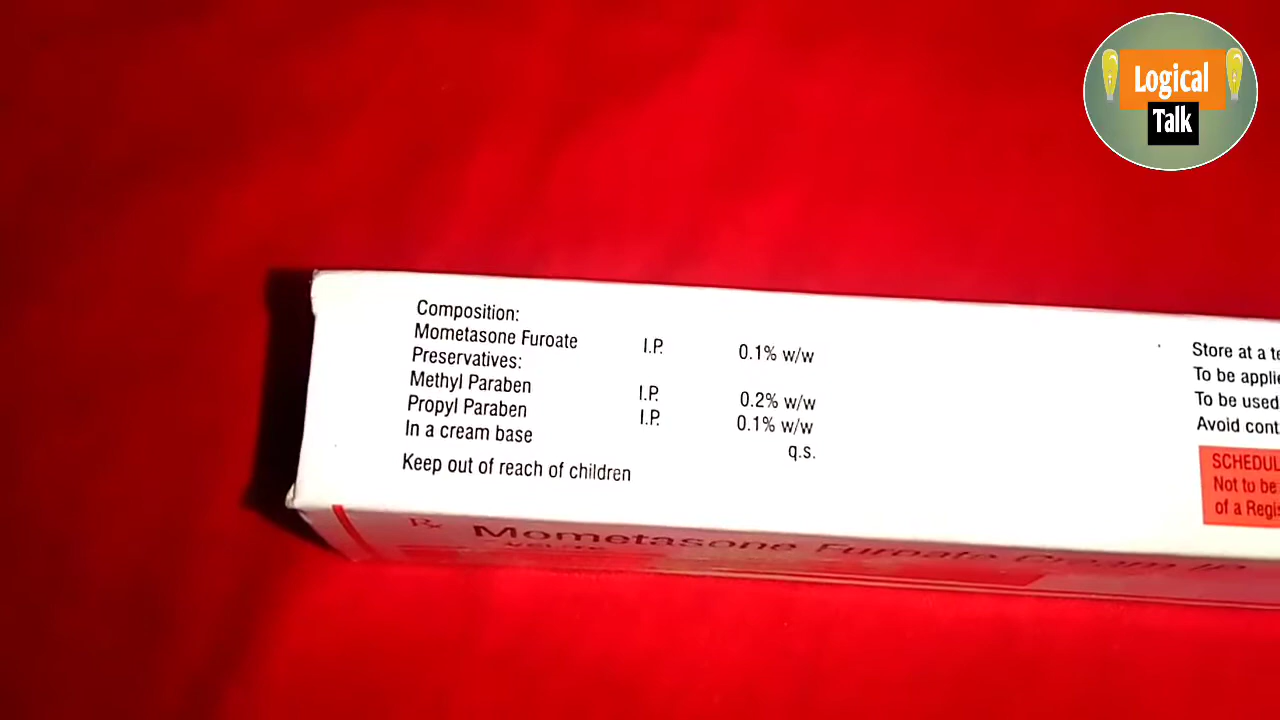 Logical
Talk
Composition:
Mometasone Furoate I.P. 0.1% w/w
Preservatives:
Methyl Paraben I.P. 0.2% w/w
Propyl Paraben I.P. 0.1% w/w
In a cream base q.s.
Keep out of reach of children
Store at a te
To be applie
To be used
Avoid cont
SCHEDUL
Not to be
of a Regis
Rx Mometasone Furoate Cream IP